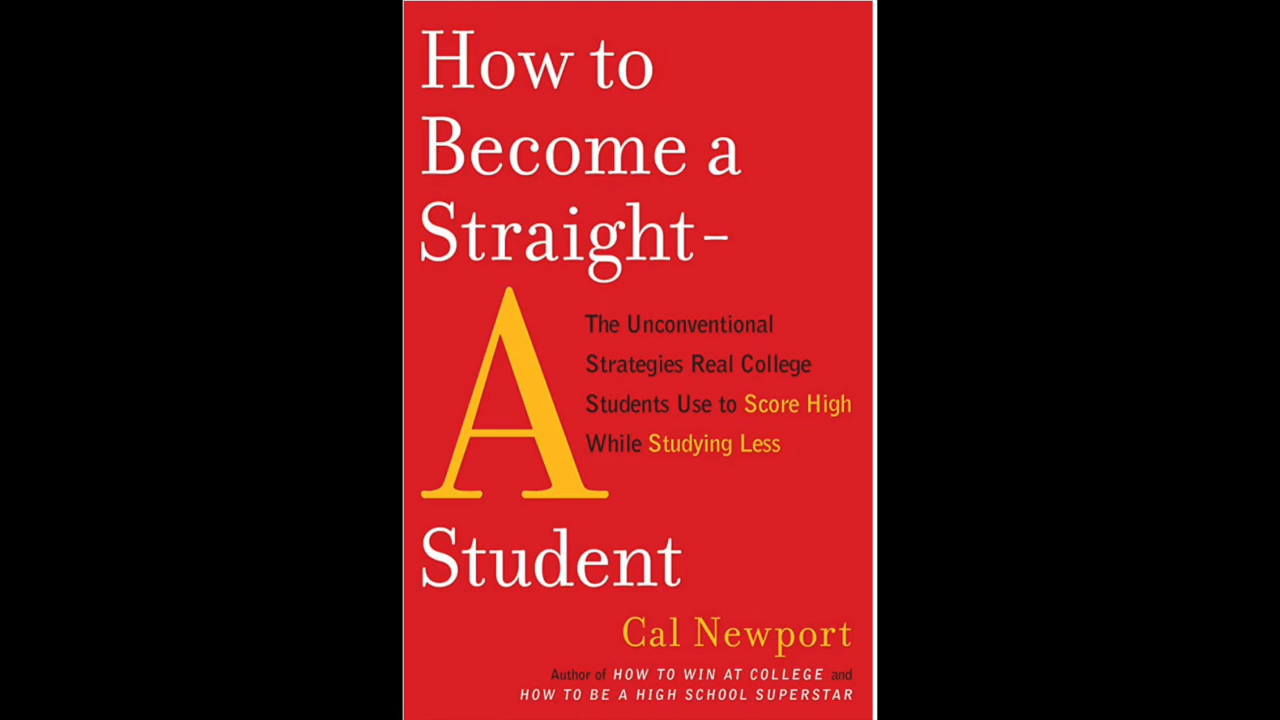 How to
Become a
Straight-
A
The Unconventional
Strategies Real College
Students Use to Score High
While Studying Less
Student
Cal Newport
Author of HOW TO WIN AT COLLEGE and
HOW TO BE A HIGH SCHOOL SUPERSTAR